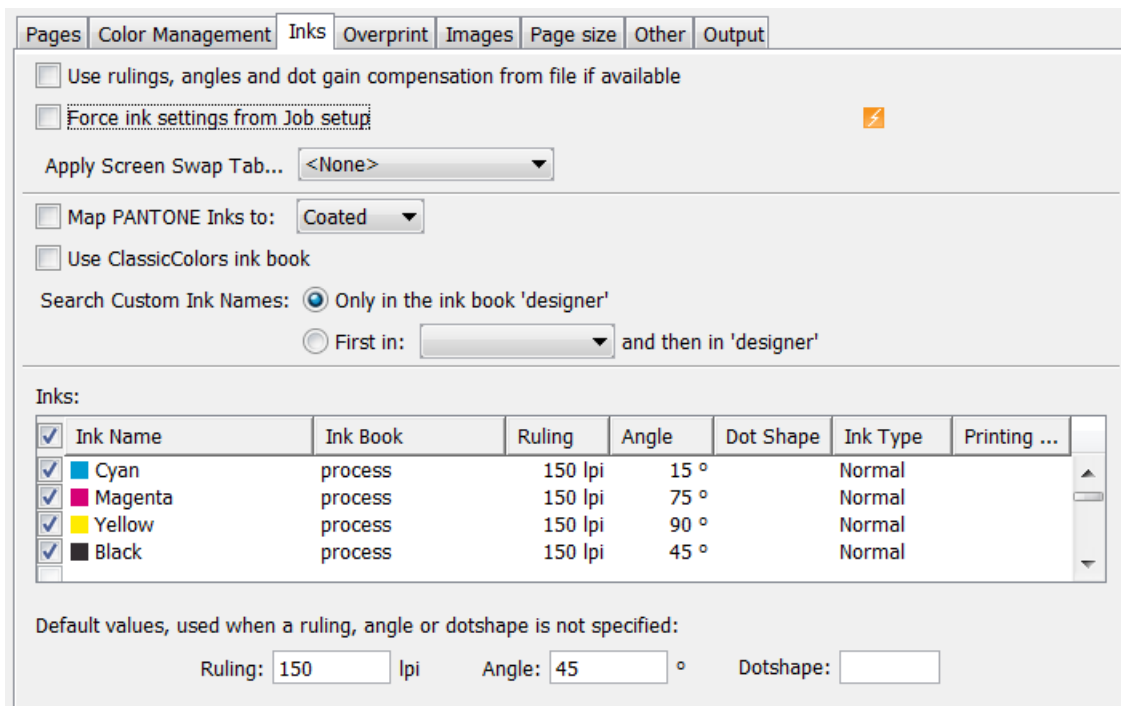 Pages Color Management Inks Overprint Images Page size Other Output
Use rulings, angles and dot gain compensation from file if available
Force ink settings from Job setup
Apply Screen Swap Tab... <None>
Map PANTONE Inks to: Coated
Use ClassicColors ink book
Search Custom Ink Names: Only in the ink book 'designer'
First in: and then in 'designer'
Inks:
Ink Name Ink Book Ruling Angle Dot Shape Ink Type Printing ...
Cyan process 150 lpi 15 º Normal
Magenta process 150 lpi 75 º Normal
Yellow process 150 lpi 90 º Normal
Black process 150 lpi 45 º Normal
Default values, used when a ruling, angle or dotshape is not specified:
Ruling: 150 lpi Angle: 45 º Dotshape: